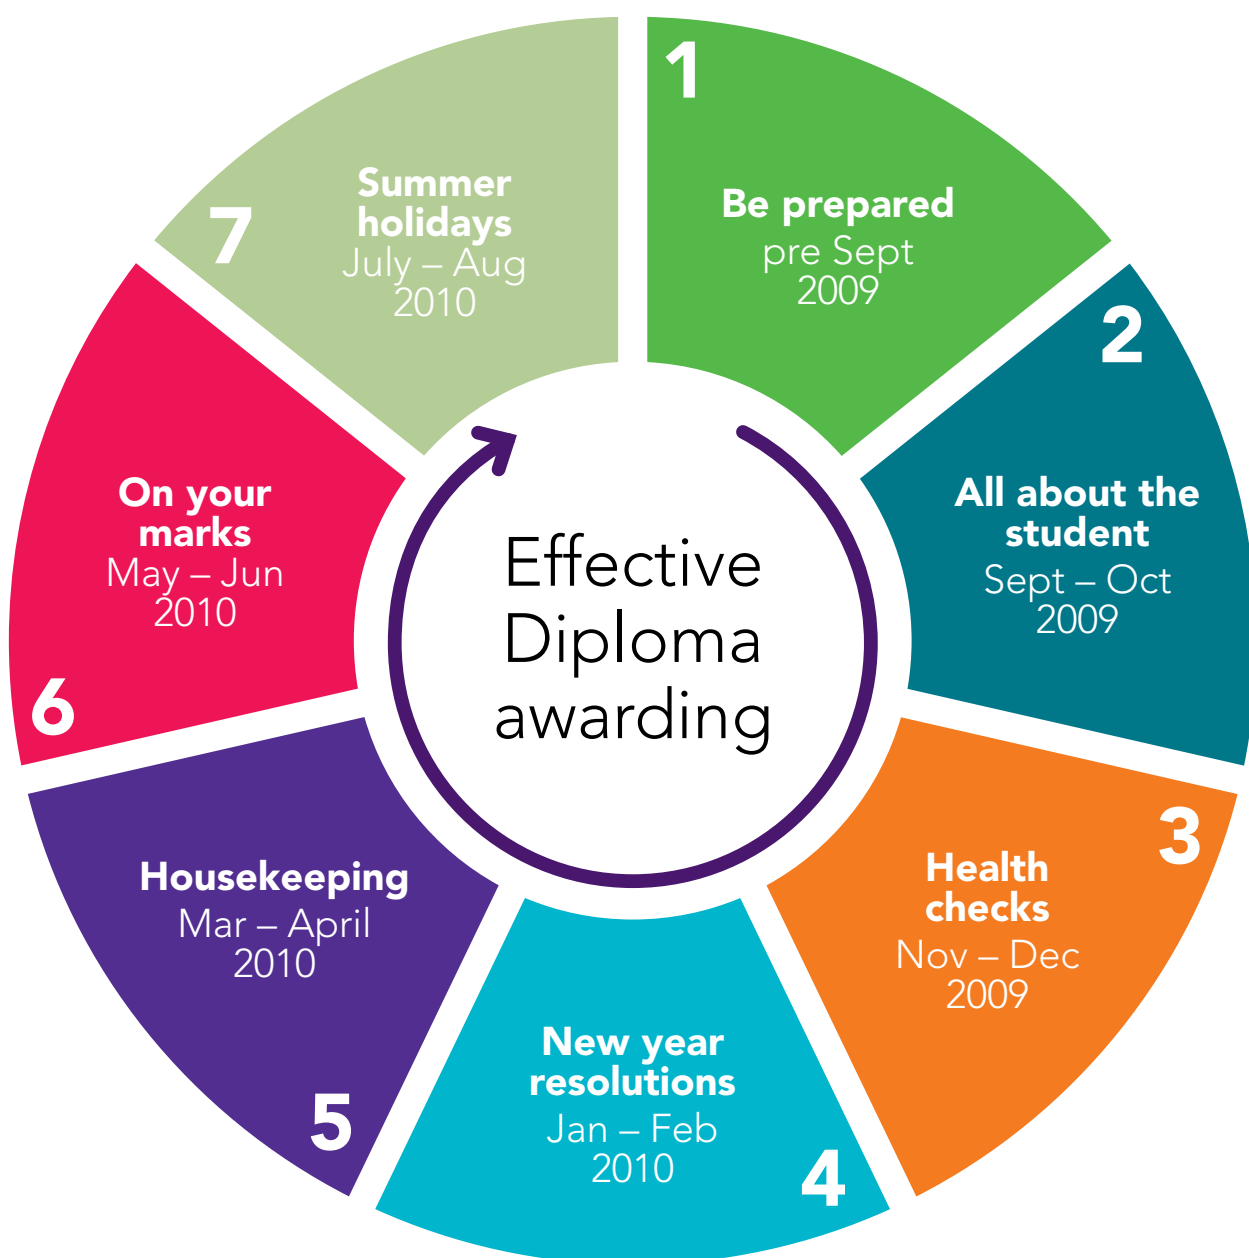 1
Be prepared
pre Sept
2009
2
All about the
student
Sept – Oct
2009
3
Health
checks
Nov – Dec
2009
4
New year
resolutions
Jan – Feb
2010
5
Housekeeping
Mar – April
2010
6
On your
marks
May – Jun
2010
7
Summer
holidays
July – Aug
2010
Effective
Diploma
awarding